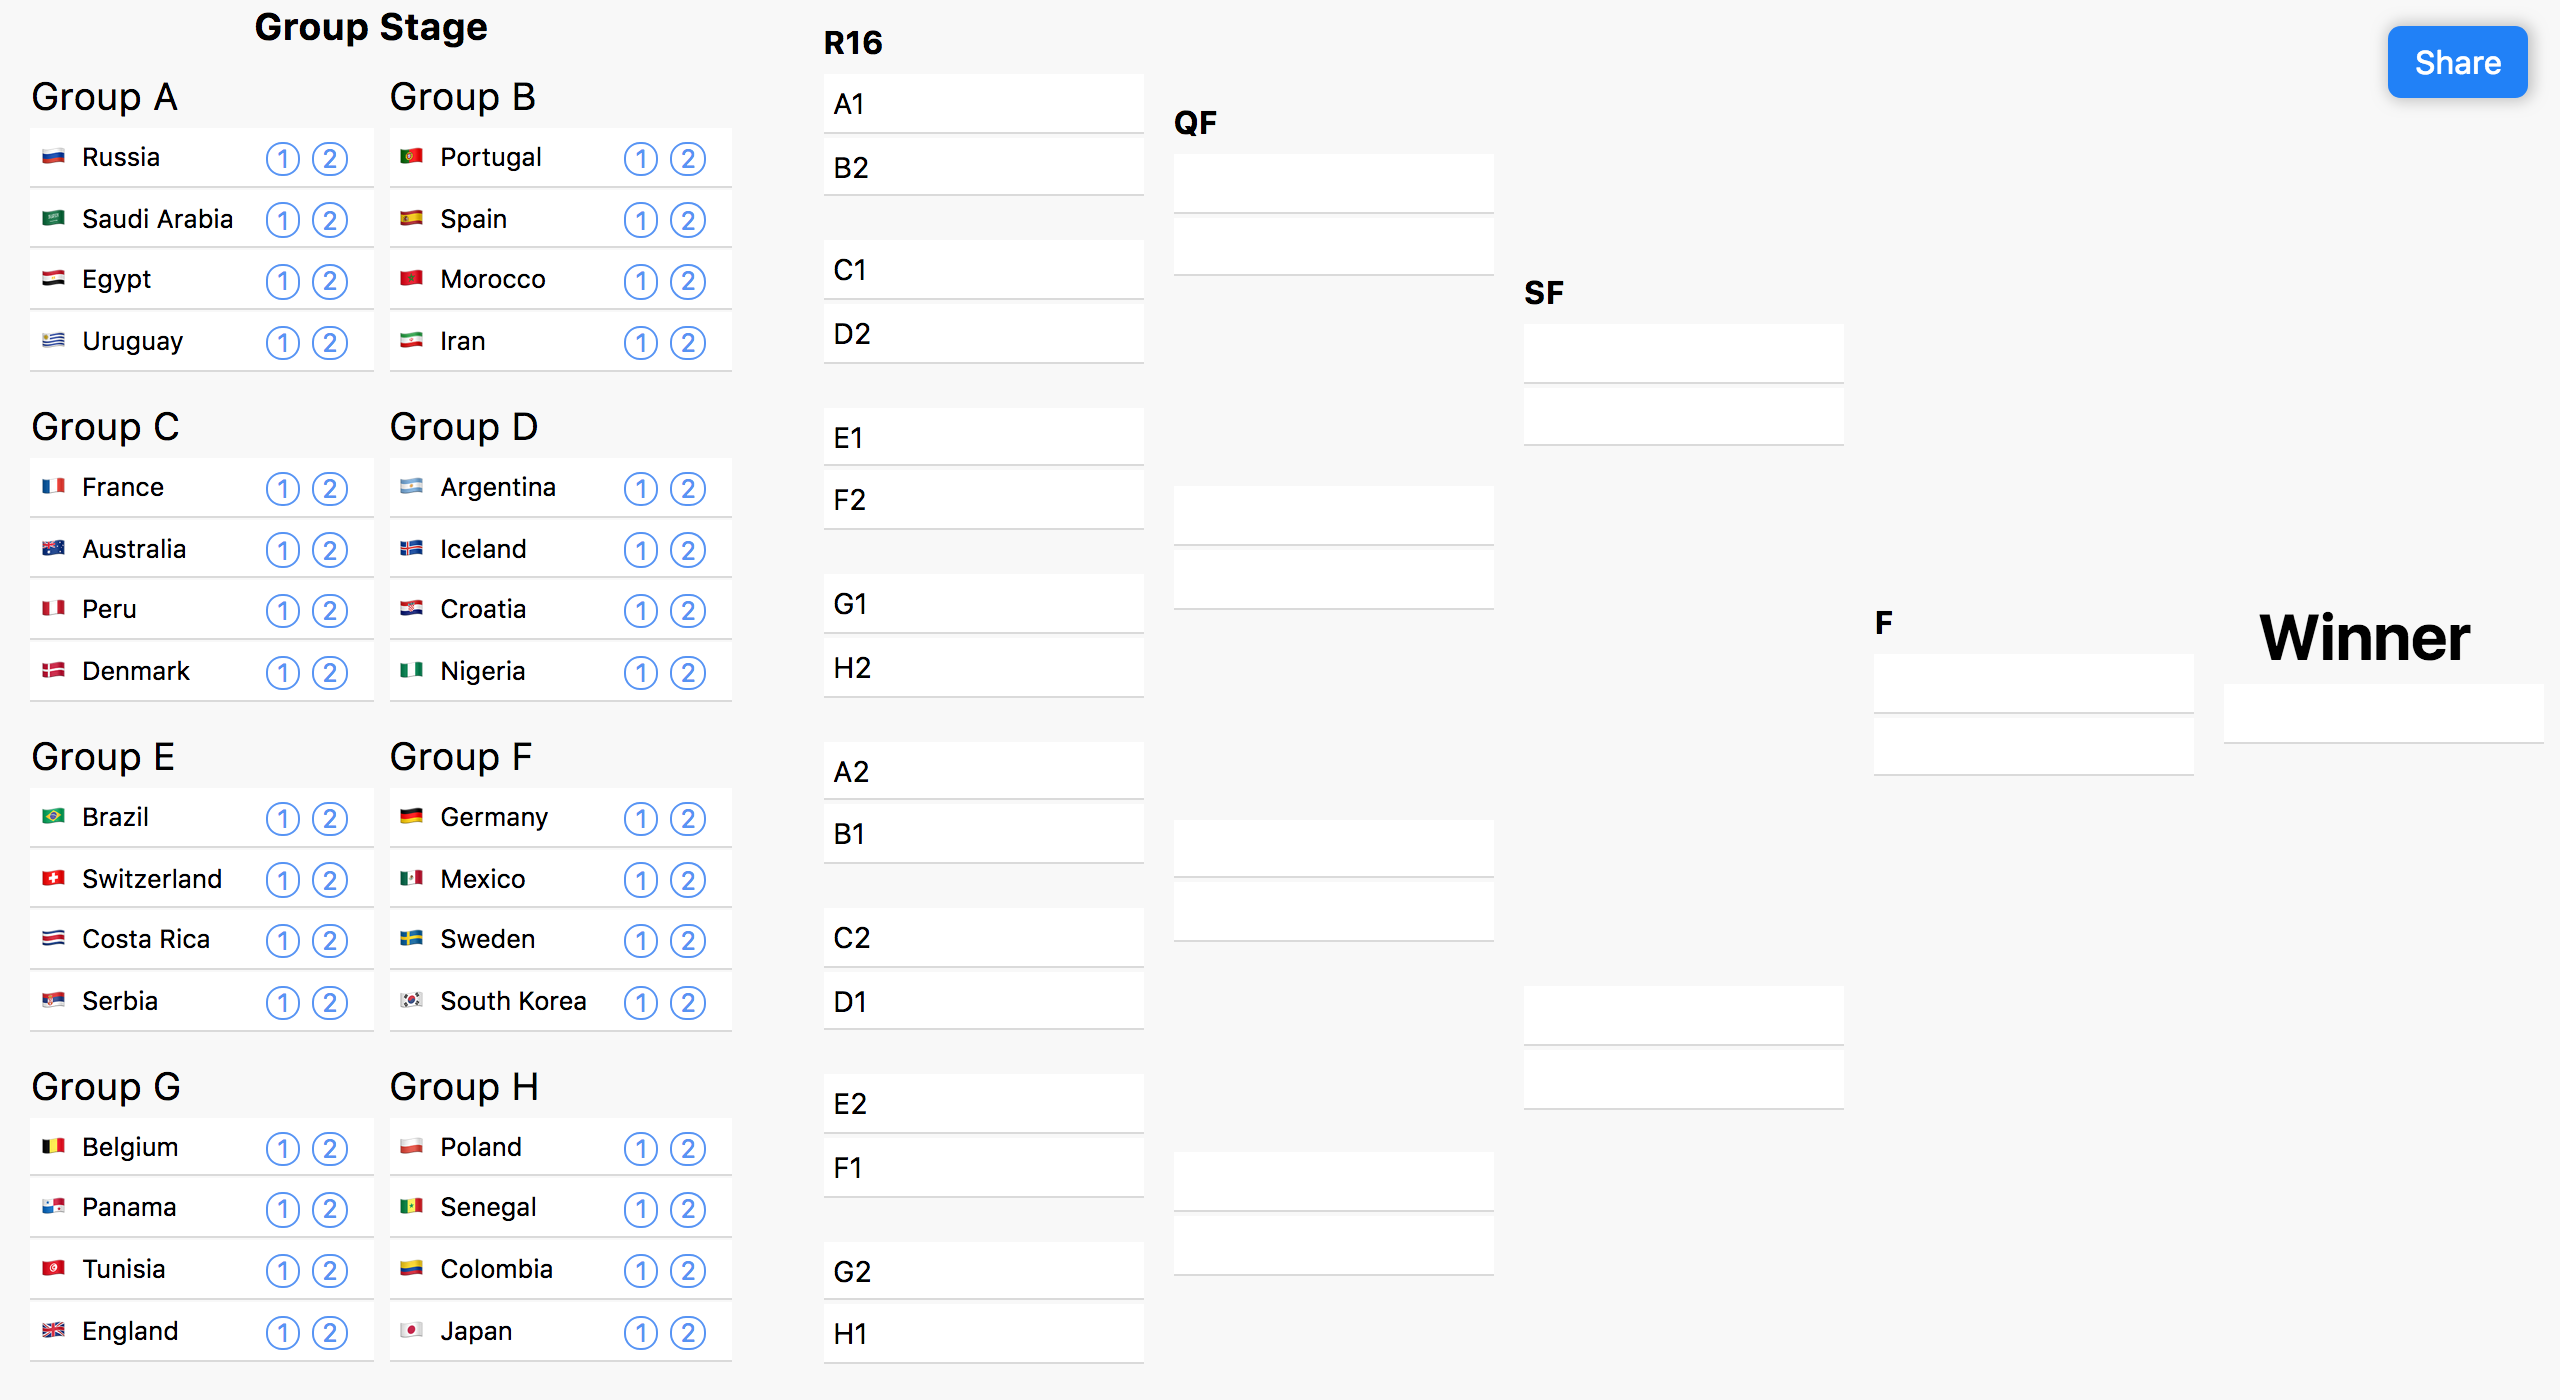 Group Stage
Group A
Russia 1 2
Saudi Arabia 1 2
Egypt 1 2
Uruguay 1 2
Group B
Portugal 1 2
Spain 1 2
Morocco 1 2
Iran 1 2
Group C
France 1 2
Australia 1 2
Peru 1 2
Denmark 1 2
Group D
Argentina 1 2
Iceland 1 2
Croatia 1 2
Nigeria 1 2
Group E
Brazil 1 2
Switzerland 1 2
Costa Rica 1 2
Serbia 1 2
Group F
Germany 1 2
Mexico 1 2
Sweden 1 2
South Korea 1 2
Group G
Belgium 1 2
Panama 1 2
Tunisia 1 2
England 1 2
Group H
Poland 1 2
Senegal 1 2
Colombia 1 2
Japan 1 2
R16
A1
B2
C1
D2
E1
F2
G1
H2
A2
B1
C2
D1
E2
F1
G2
H1
QF
SF
F
Winner
Share